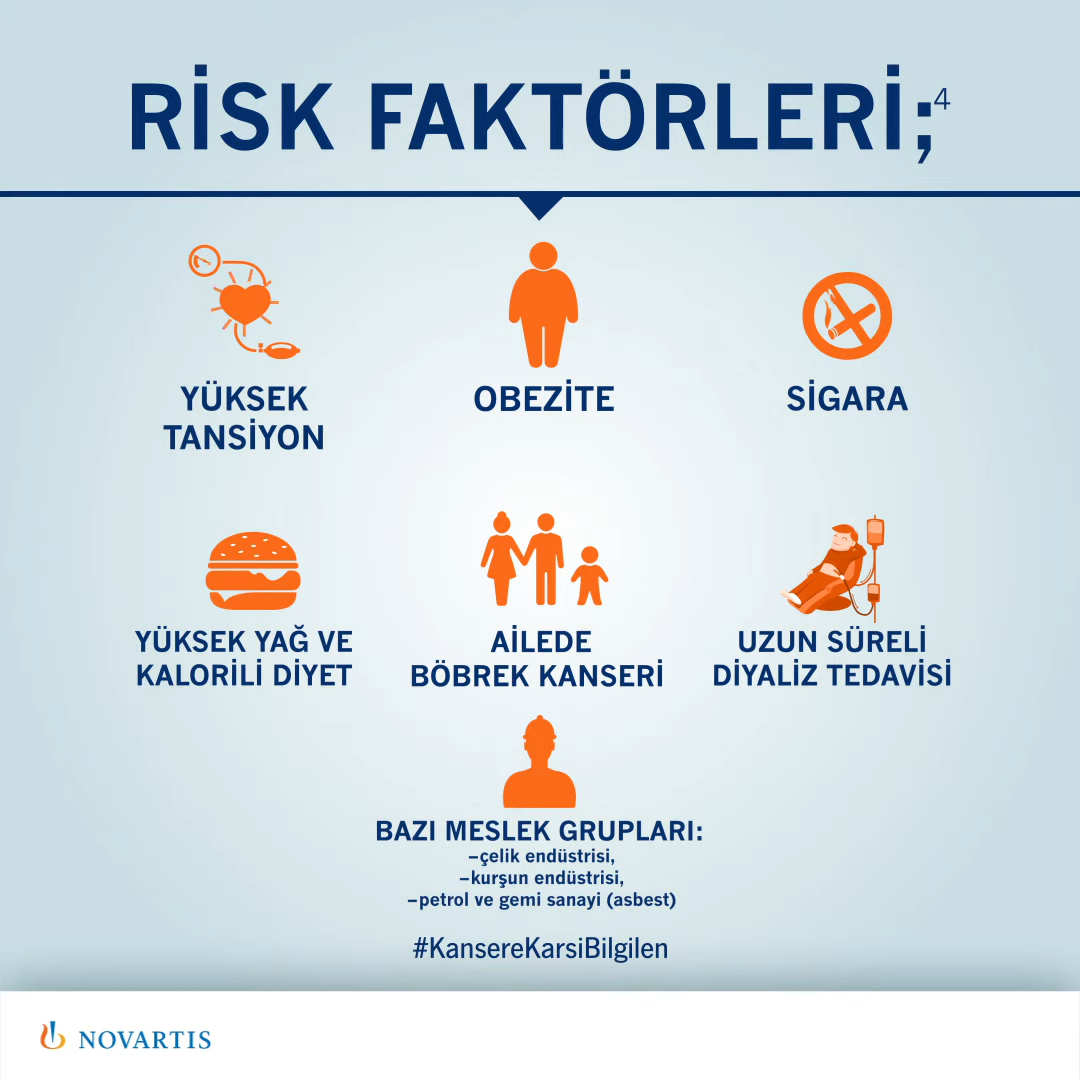 RİSK FAKTÖRLERİ;4
YÜKSEK
TANSİYON
OBEZİTE
SİGARA
YÜKSEK YAĞ VE
KALORİLİ DİYET
AİLEDE
BÖBREK KANSERİ
UZUN SÜRELİ
DİYALİZ TEDAVİSİ
BAZI MESLEK GRUPLARI:
–çelik endüstrisi,
–kurşun endüstrisi,
–petrol ve gemi sanayi (asbest)
#KansereKarsiBilgilen
NOVARTIS